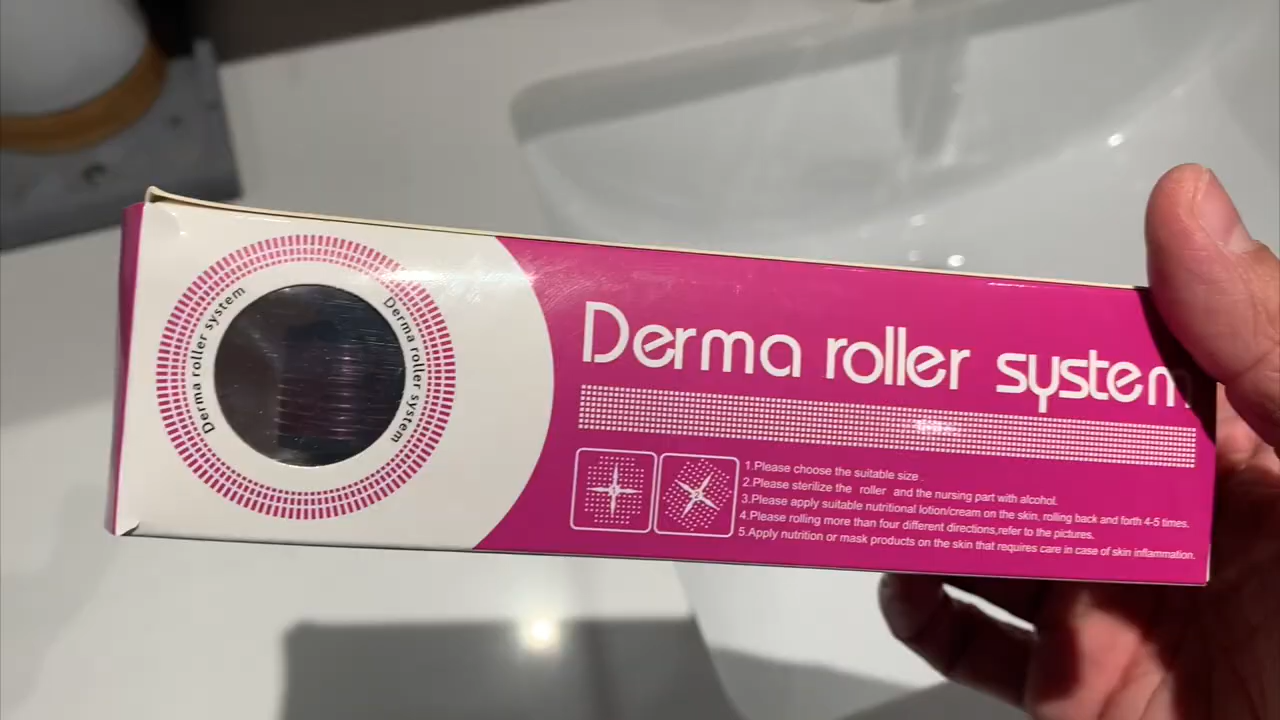 Derma roller system
Derma roller system
Derma roller system
1.Please choose the suitable size .
2.Please sterilize the roller and the nursing part with alcohol.
3.Please apply suitable nutritional lotion/cream on the skin, rolling back and forth 4-5 times.
4.Please rolling more than four different directions,refer to the pictures.
5.Apply nutrition or mask products on the skin that requires care in case of skin inflammation.